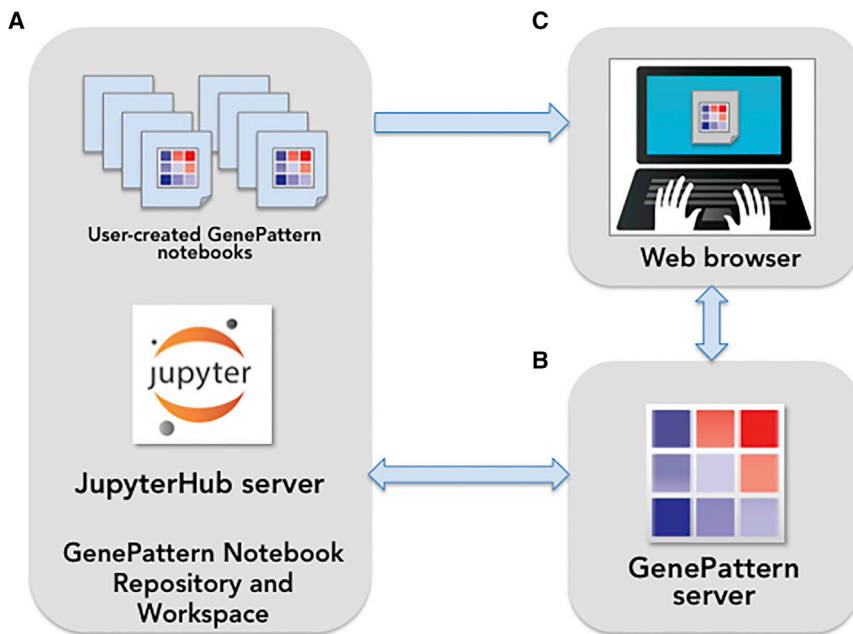 A
User-created GenePattern
notebooks
jupyter
JupyterHub server
GenePattern Notebook
Repository and
Workspace
C
Web browser
B
GenePattern
server